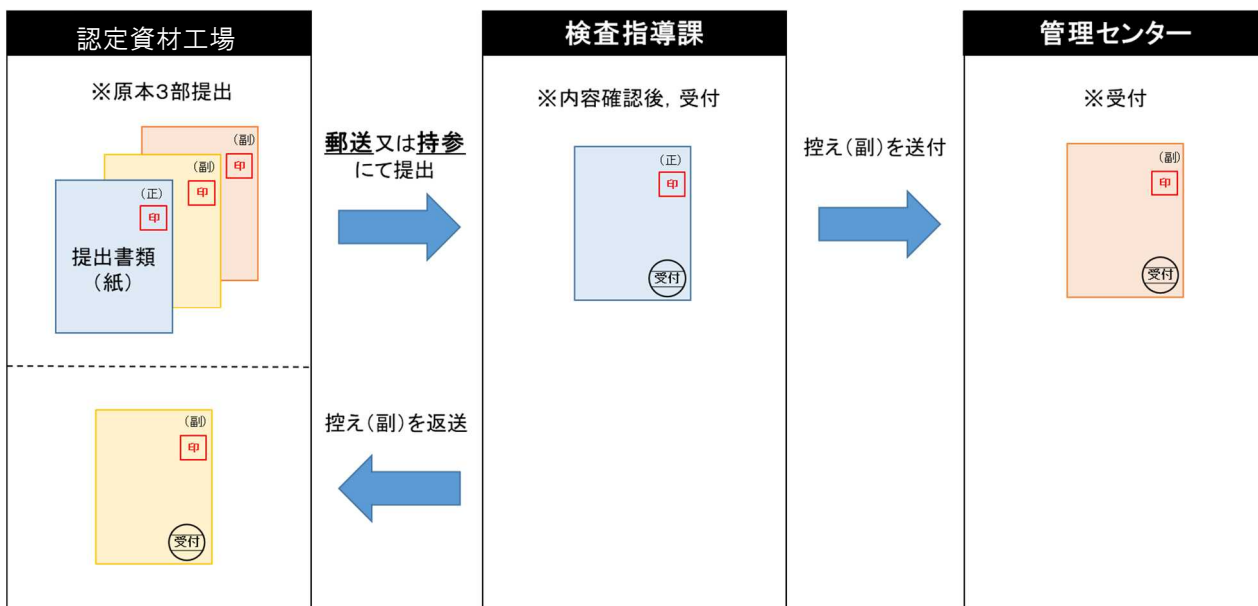 認定資材工場
※原本3部提出
(副)
印
(副)
印
(正)
印
提出書類
(紙)
郵送又は持参
にて提出
検査指導課
※内容確認後，受付
(正)
印
受付
控え(副)を送付
管理センター
※受付
(副)
印
受付
控え(副)を返送
(副)
印
受付